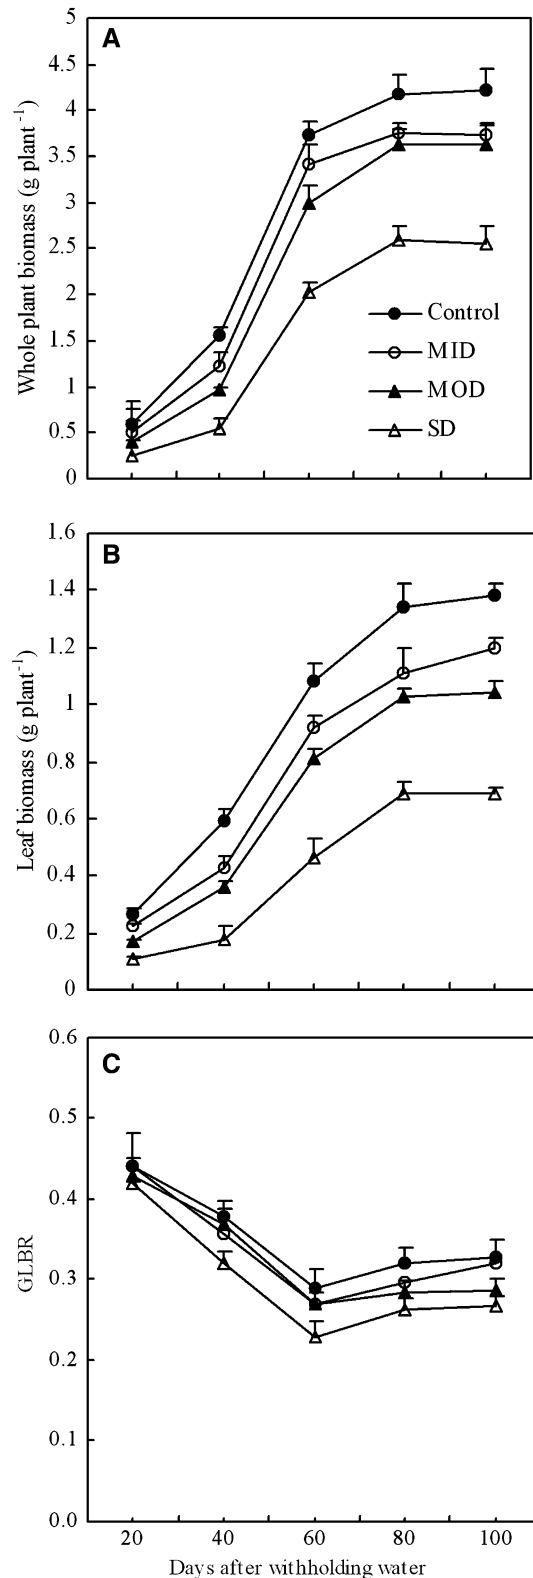 A
5
4.5
4
3.5
3
2.5
2
1.5
1
0.5
0
Whole plant biomass (g plant⁻¹)
Control
MID
MOD
SD
B
1.6
1.4
1.2
1
0.8
0.6
0.4
0.2
0
Leaf biomass (g plant⁻¹)
C
0.6
0.5
0.4
0.3
0.2
0.1
0.0
GLBR
20 40 60 80 100
Days after withholding water